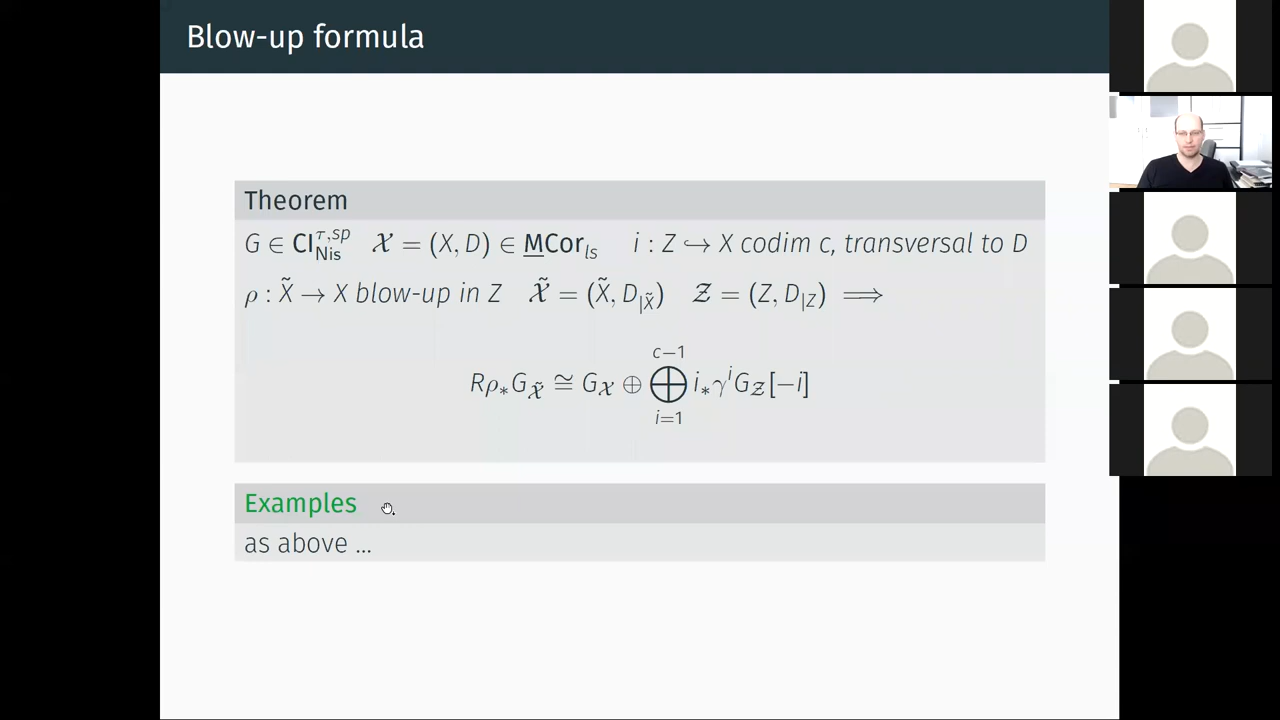 Blow-up formula
Theorem
G ∈ CI^{τ,sp}_{Nis} 𝒳 = (X, D) ∈ M̲Cor_{ls} i : Z ↪ X codim c, transversal to D
ρ : X̃ → X blow-up in Z 𝒳̃ = (X̃, D_{|X̃}) 𝒵 = (Z, D_{|Z}) ⟹
Rρ_*G_{𝒳̃} ≅ G_𝒳 ⊕ ⨁_{i=1}^{c−1} i_*γ^iG_𝒵[−i]
Examples
as above ...